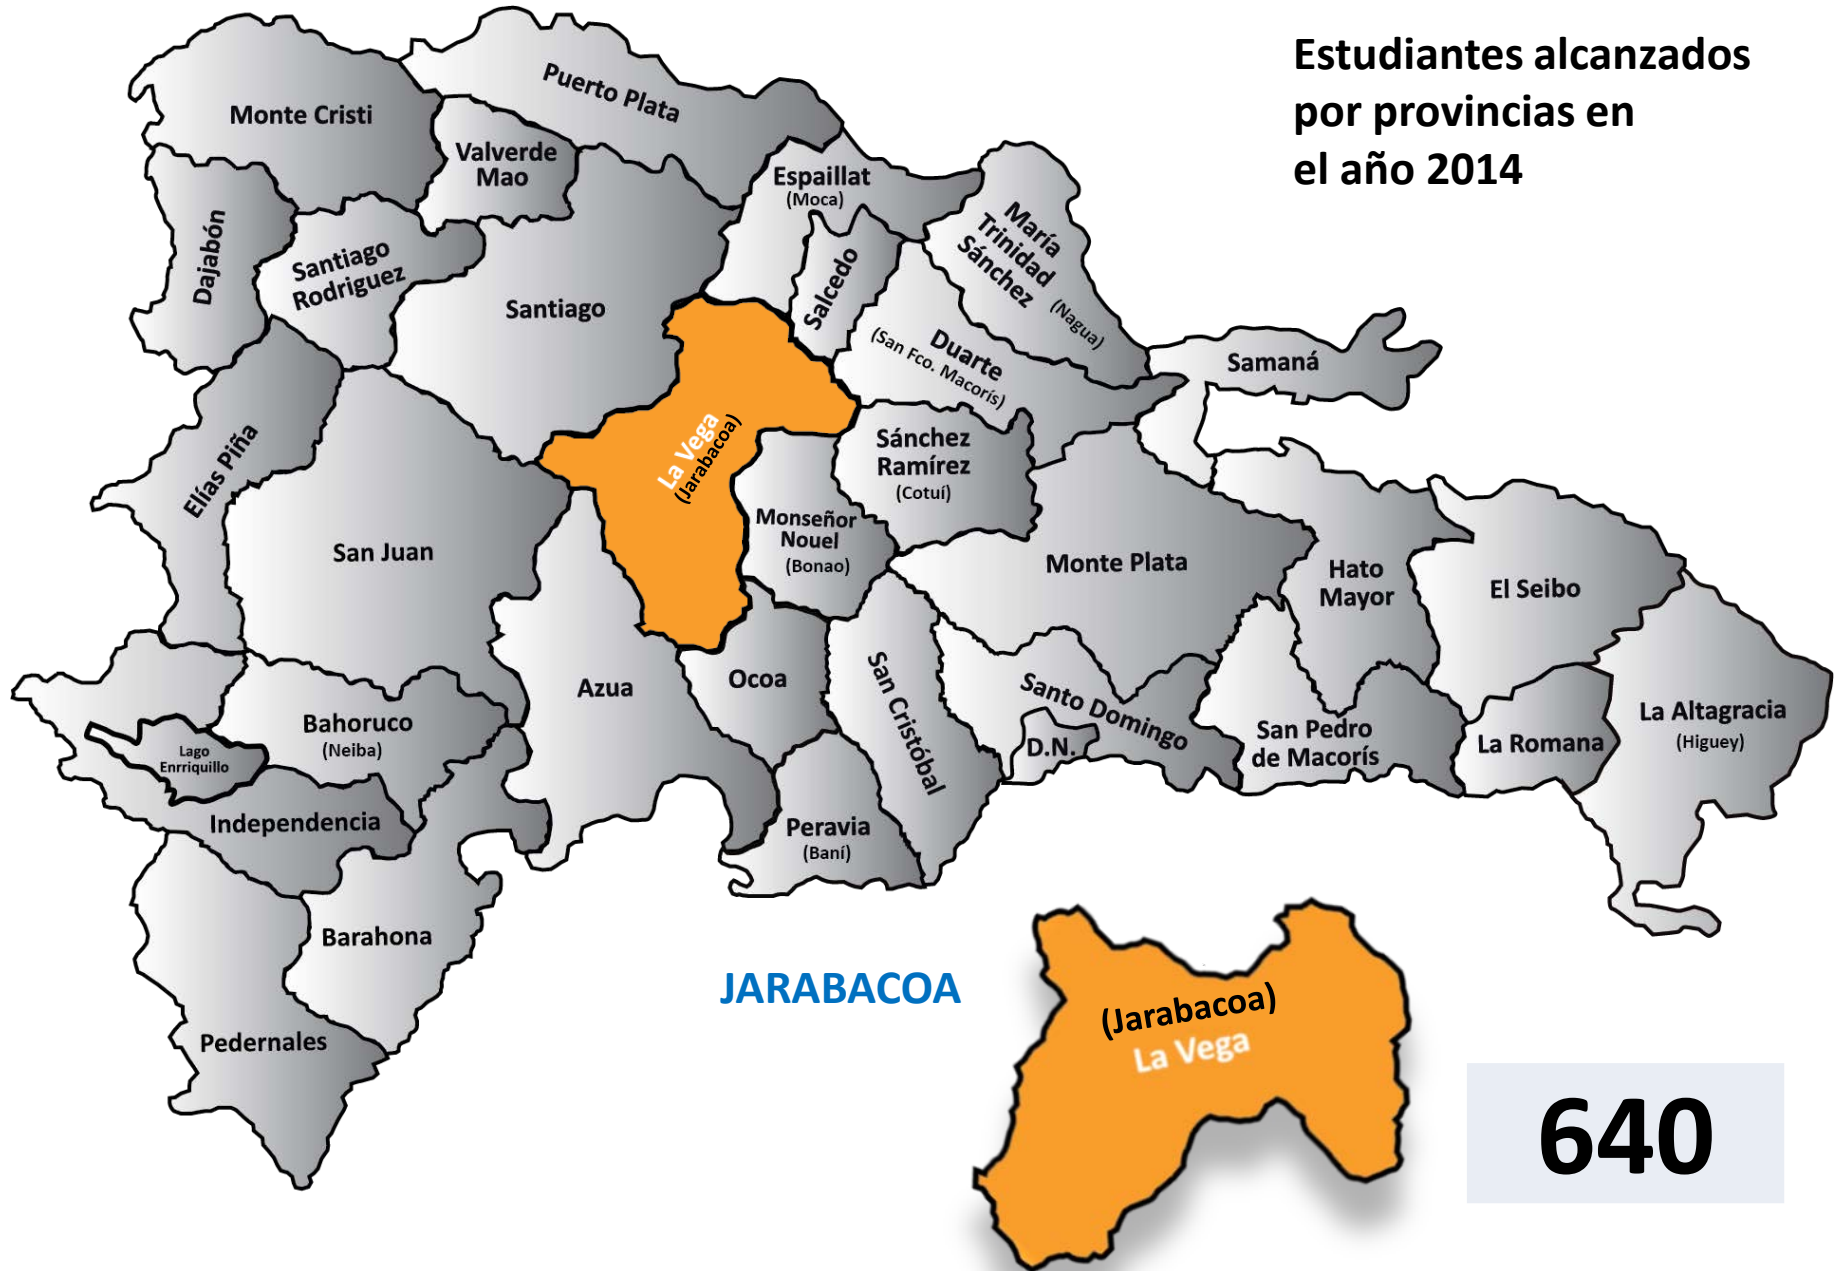 Estudiantes alcanzados
por provincias en
el año 2014
Puerto Plata
Monte Cristi
Valverde
Mao
Espaillat
(Moca)
María
Trinidad
Sánchez
(Nagua)
Dajabón
Santiago
Rodriguez
Santiago
Salcedo
Duarte
(San Fco. Macorís)
Samaná
La Vega
(Jarabacoa)
Elías Piña
Sánchez
Ramírez
(Cotuí)
San Juan
Monseñor
Nouel
(Bonao)
Monte Plata
Hato
Mayor
El Seibo
Azua
Ocoa
San Cristóbal
Santo Domingo
D.N.
San Pedro
de Macorís
La Romana
La Altagracia
(Higuey)
Bahoruco
(Neiba)
Lago
Enrriquillo
Independencia
Peravia
(Baní)
Barahona
Pedernales
JARABACOA
(Jarabacoa)
La Vega
640